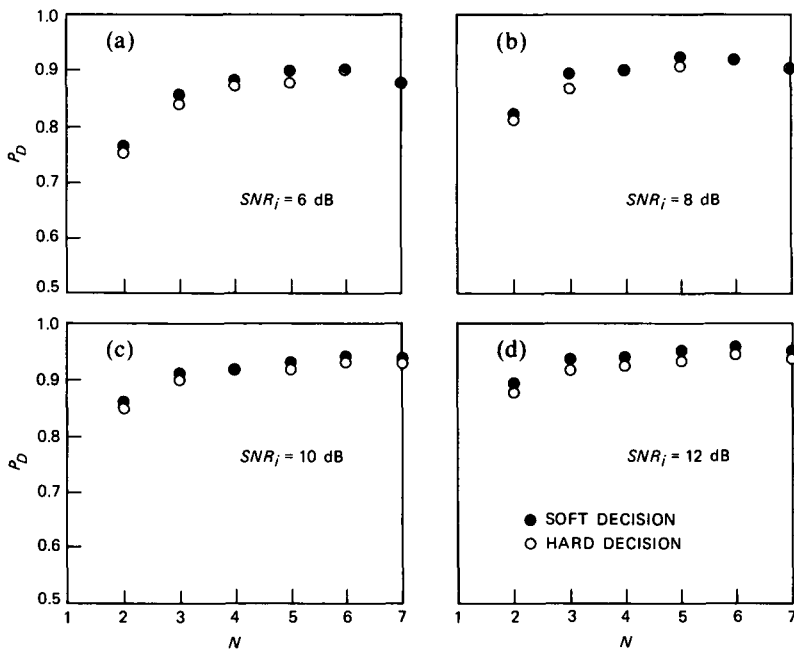 1.0
(a)
(b)
0.9
0.8
P_D
0.7
SNR_i = 6 dB
SNR_i = 8 dB
0.6
0.5
1.0
(c)
(d)
0.9
0.8
P_D
SNR_i = 10 dB
SNR_i = 12 dB
0.7
● SOFT DECISION
0.6
○ HARD DECISION
0.5
1 2 3 4 5 6 7 1 2 3 4 5 6 7
N N